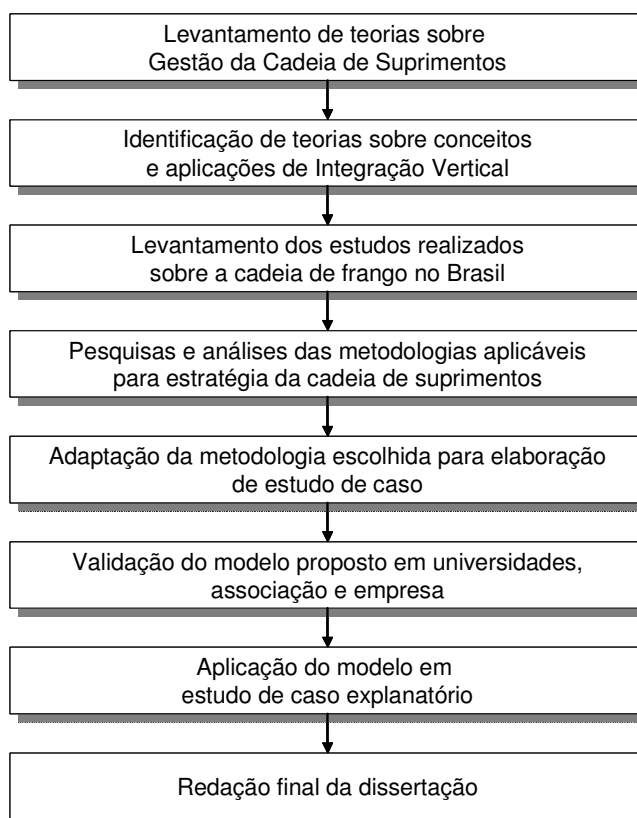 Levantamento de teorias sobre
Gestão da Cadeia de Suprimentos
Identificação de teorias sobre conceitos
e aplicações de Integração Vertical
Levantamento dos estudos realizados
sobre a cadeia de frango no Brasil
Pesquisas e análises das metodologias aplicáveis
para estratégia da cadeia de suprimentos
Adaptação da metodologia escolhida para elaboração
de estudo de caso
Validação do modelo proposto em universidades,
associação e empresa
Aplicação do modelo em
estudo de caso explanatório
Redação final da dissertação